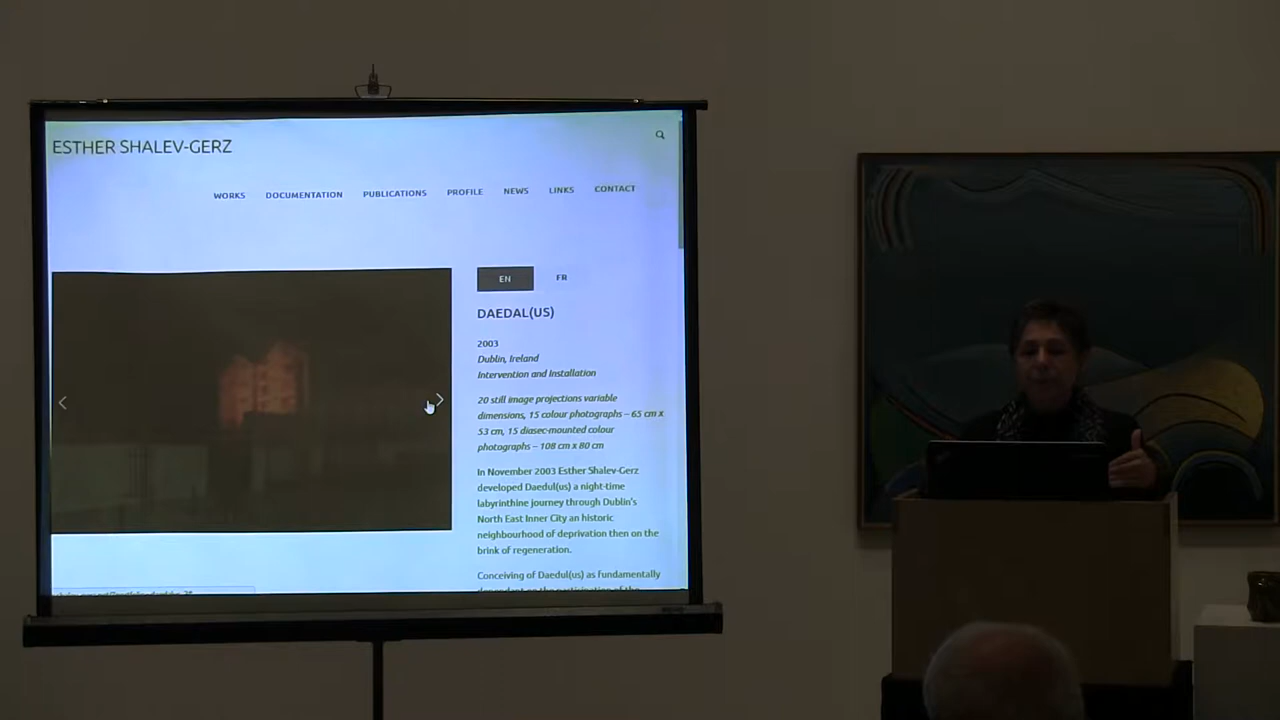 ESTHER SHALEV-GERZ
WORKS DOCUMENTATION PUBLICATIONS PROFILE NEWS LINKS CONTACT
EN FR
DAEDAL(US)
2003
Dublin, Ireland
Intervention and Installation
20 still image projections variable
dimensions, 15 colour photographs – 65 cm x
53 cm, 15 diasec-mounted colour
photographs – 108 cm x 80 cm
In November 2003 Esther Shalev-Gerz
developed Daedul(us) a night-time
labyrinthine journey through Dublin's
North East Inner City an historic
neighbourhood of deprivation then on the
brink of regeneration.
Conceiving of Daedul(us) as fundamentally